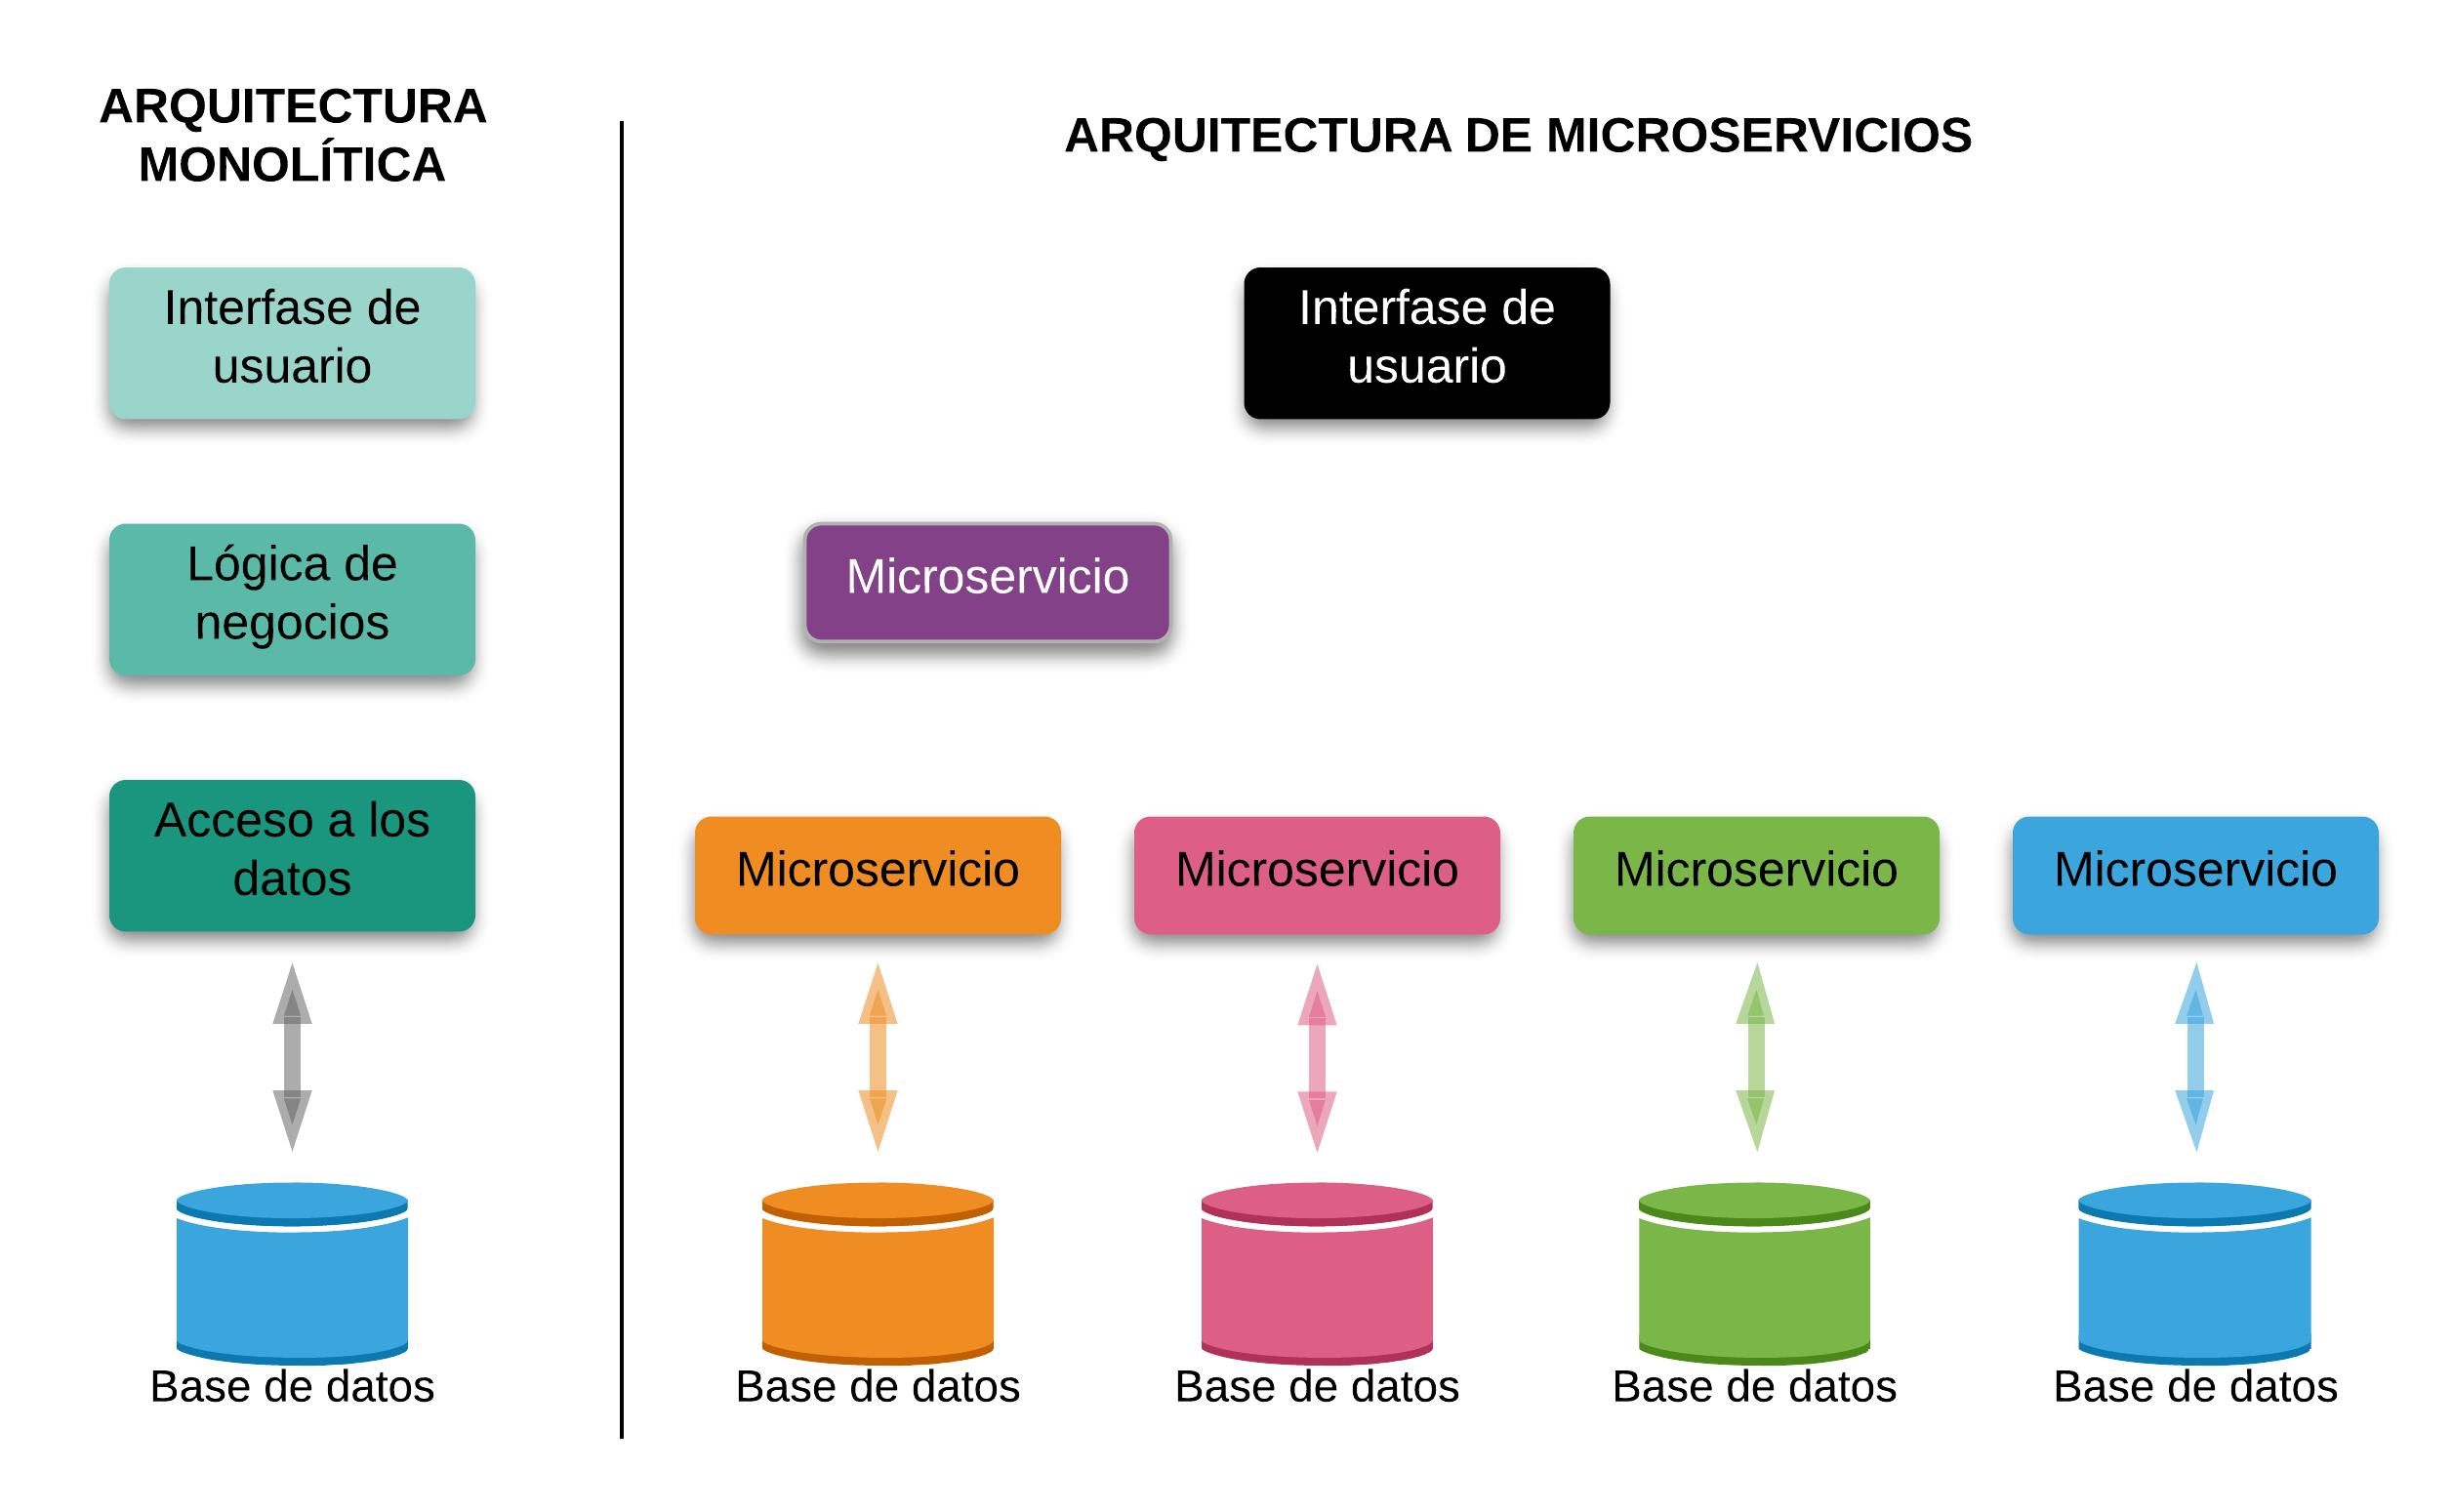 ARQUITECTURA
MONOLÍTICA
Interfase de
usuario
Lógica de
negocios
Acceso a los
datos
Base de datos
ARQUITECTURA DE MICROSERVICIOS
Interfase de
usuario
Microservicio
Microservicio
Microservicio
Microservicio
Microservicio
Base de datos
Base de datos
Base de datos
Base de datos